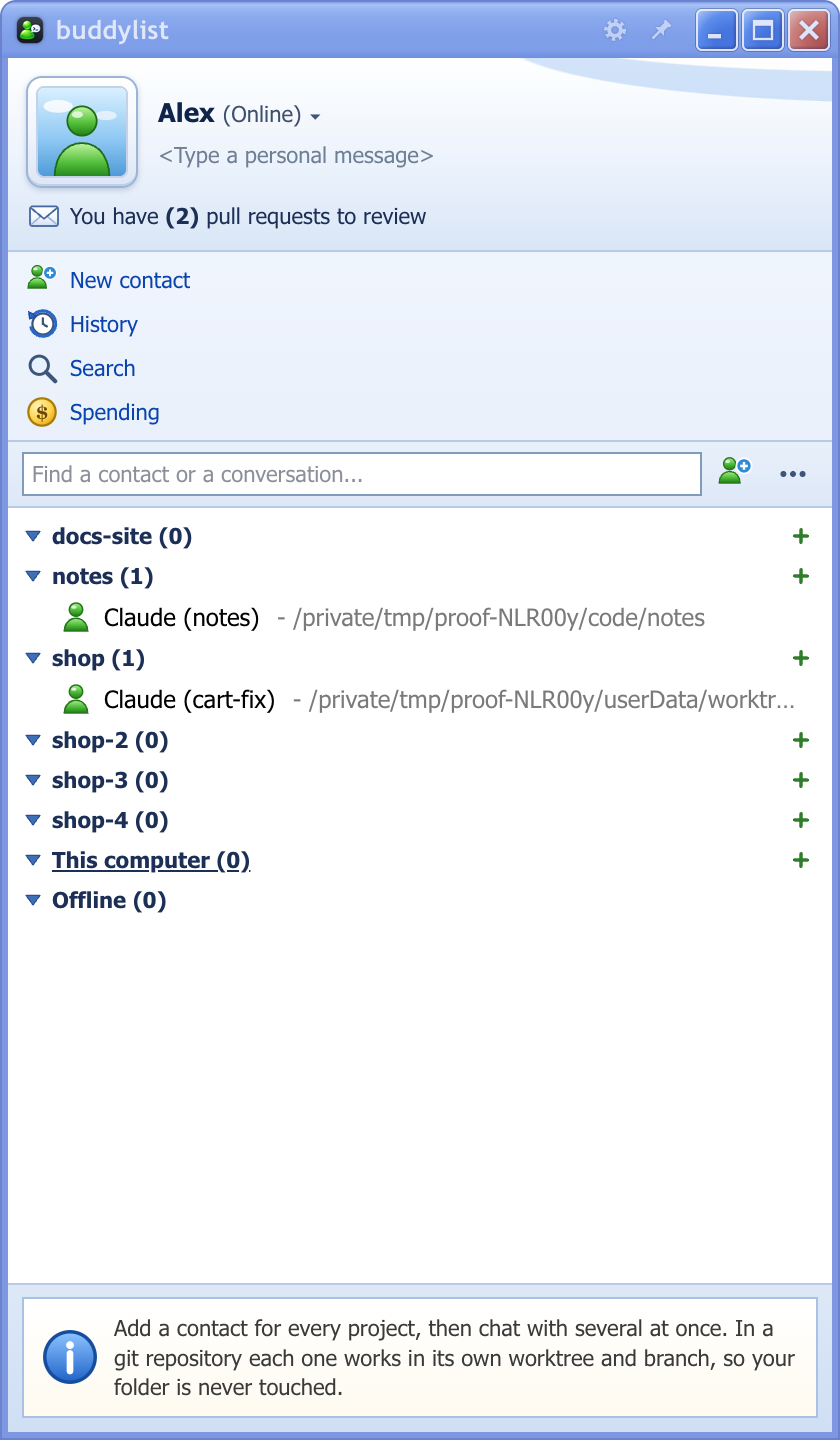 buddylist
Alex (Online)
<Type a personal message>
You have (2) pull requests to review
New contact
History
Search
Spending
Find a contact or a conversation...
docs-site (0)
notes (1)
Claude (notes) - /private/tmp/proof-NLR00y/code/notes
shop (1)
Claude (cart-fix) - /private/tmp/proof-NLR00y/userData/worktr...
shop-2 (0)
shop-3 (0)
shop-4 (0)
This computer (0)
Offline (0)
Add a contact for every project, then chat with several at once. In a
git repository each one works in its own worktree and branch, so your
folder is never touched.